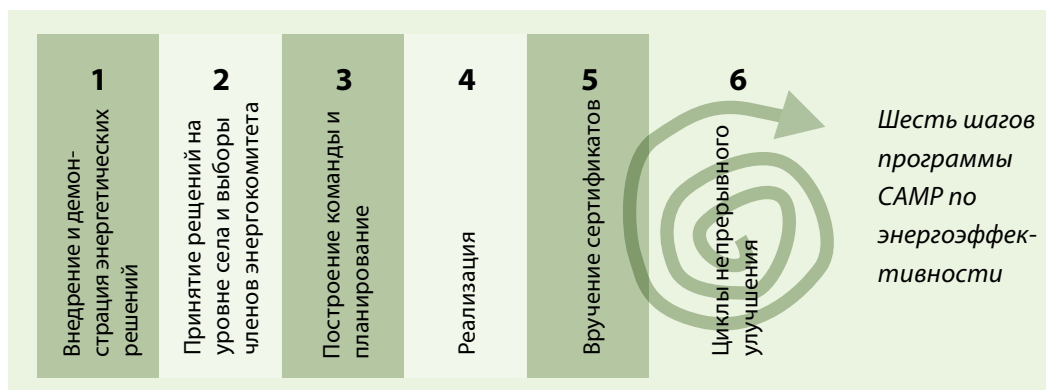 1
Внедрение и демон-
страция энергетических
решений
2
Принятие рещений на
уровне села и выборы
членов энергокомитета
3
Построение команды и
планирование
4
Реализация
5
Вручение сертификатов
6
Циклы непрерывного
улучшения
Шесть шагов
программы
CAMP по
энергоэффек-
тивности